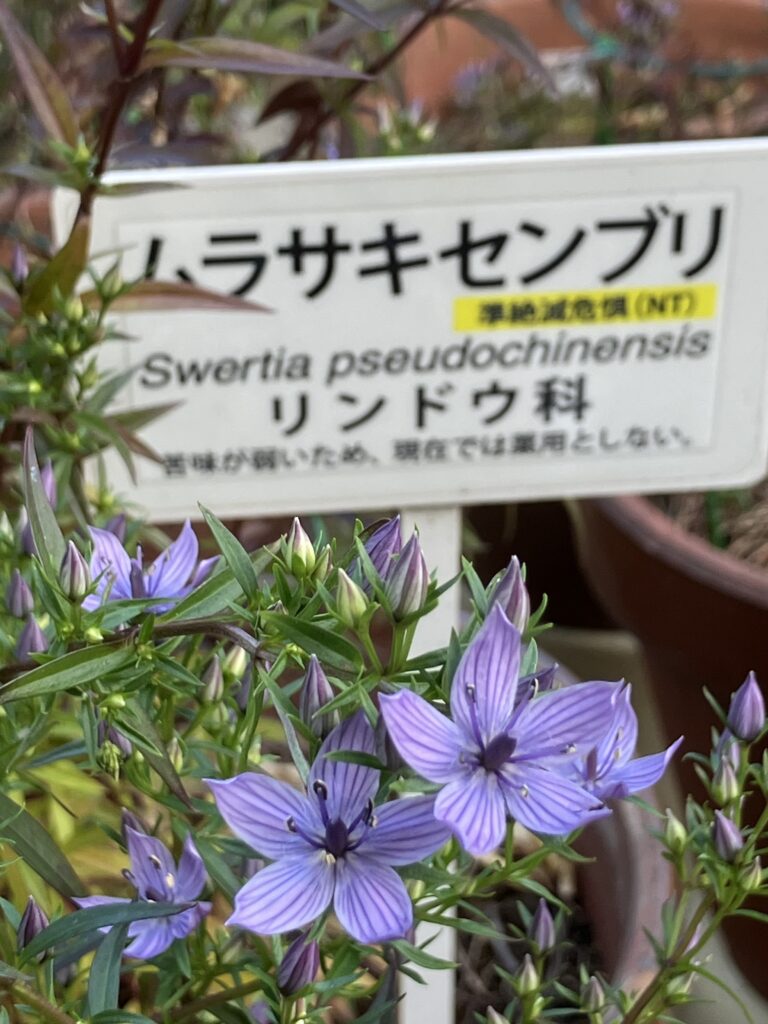 ムラサキセンブリ
準絶滅危惧(NT)
Swertia pseudochinensis
リンドウ科
苦味が弱いため、現在では薬用としない。